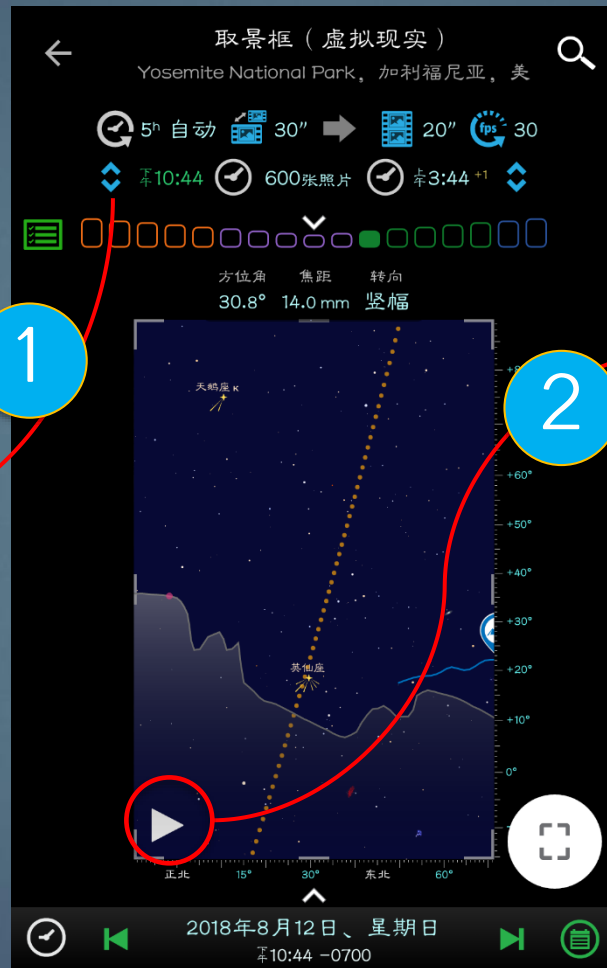 取景框（虚拟现实）
Yosemite National Park, 加利福尼亚, 美
5h 自动 30″ 20″ fps 30
下午10:44 600张照片 上午3:44 +1
方位角 焦距 转向
30.8° 14.0 mm 竖幅
1
天鹅座 κ
2
+60°
+50°
+40°
+30°
英仙座
+20°
+10°
0°
正北 15° 30° 东北 60°
2018年8月12日、星期日
下午10:44 -0700